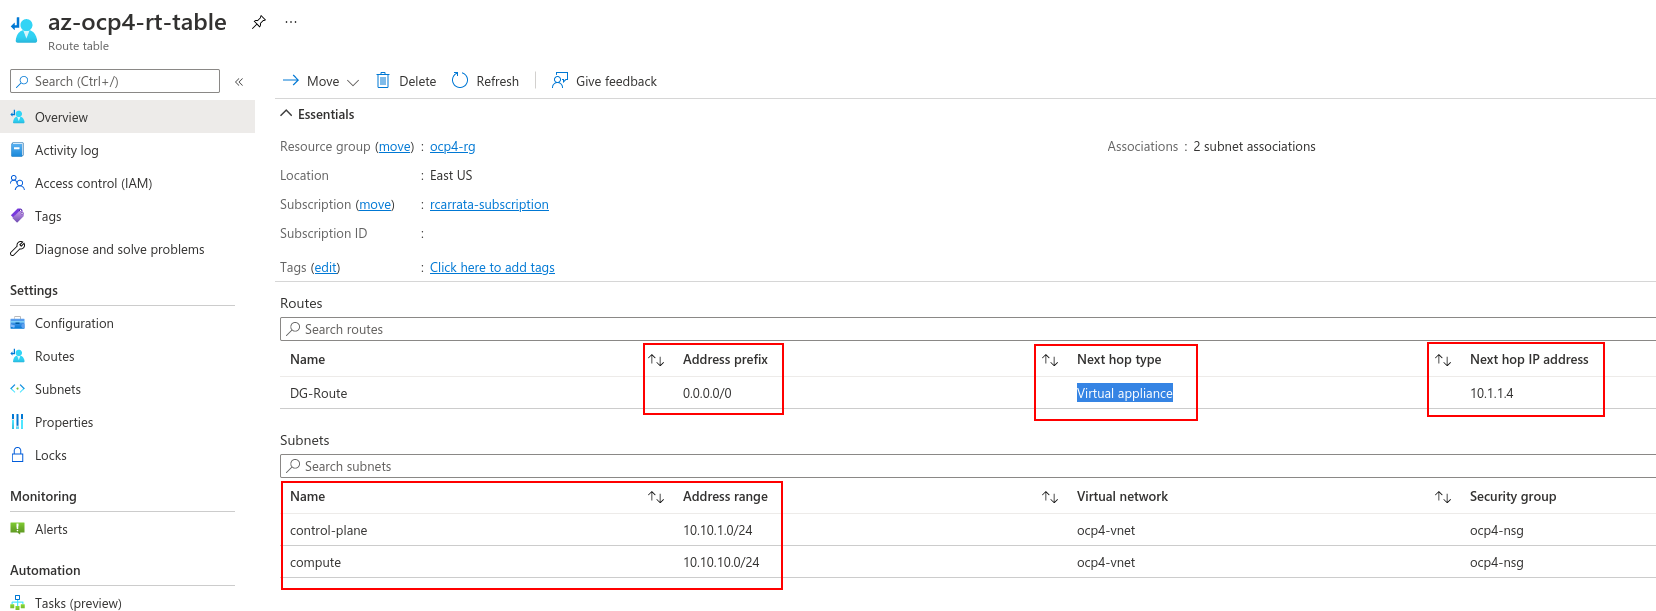 az-ocp4-rt-table
Route table
Search (Ctrl+/)
«
Overview
Activity log
Access control (IAM)
Tags
Diagnose and solve problems
Settings
Configuration
Routes
Subnets
Properties
Locks
Monitoring
Alerts
Automation
Tasks (preview)
Move Delete Refresh Give feedback
Essentials
Resource group (move) : ocp4-rg Associations : 2 subnet associations
Location : East US
Subscription (move) : rcarrata-subscription
Subscription ID :
Tags (edit) : Click here to add tags
Routes
Search routes
Name Address prefix Next hop type Next hop IP address
DG-Route 0.0.0.0/0 Virtual appliance 10.1.1.4
Subnets
Search subnets
Name Address range Virtual network Security group
control-plane 10.10.1.0/24 ocp4-vnet ocp4-nsg
compute 10.10.10.0/24 ocp4-vnet ocp4-nsg